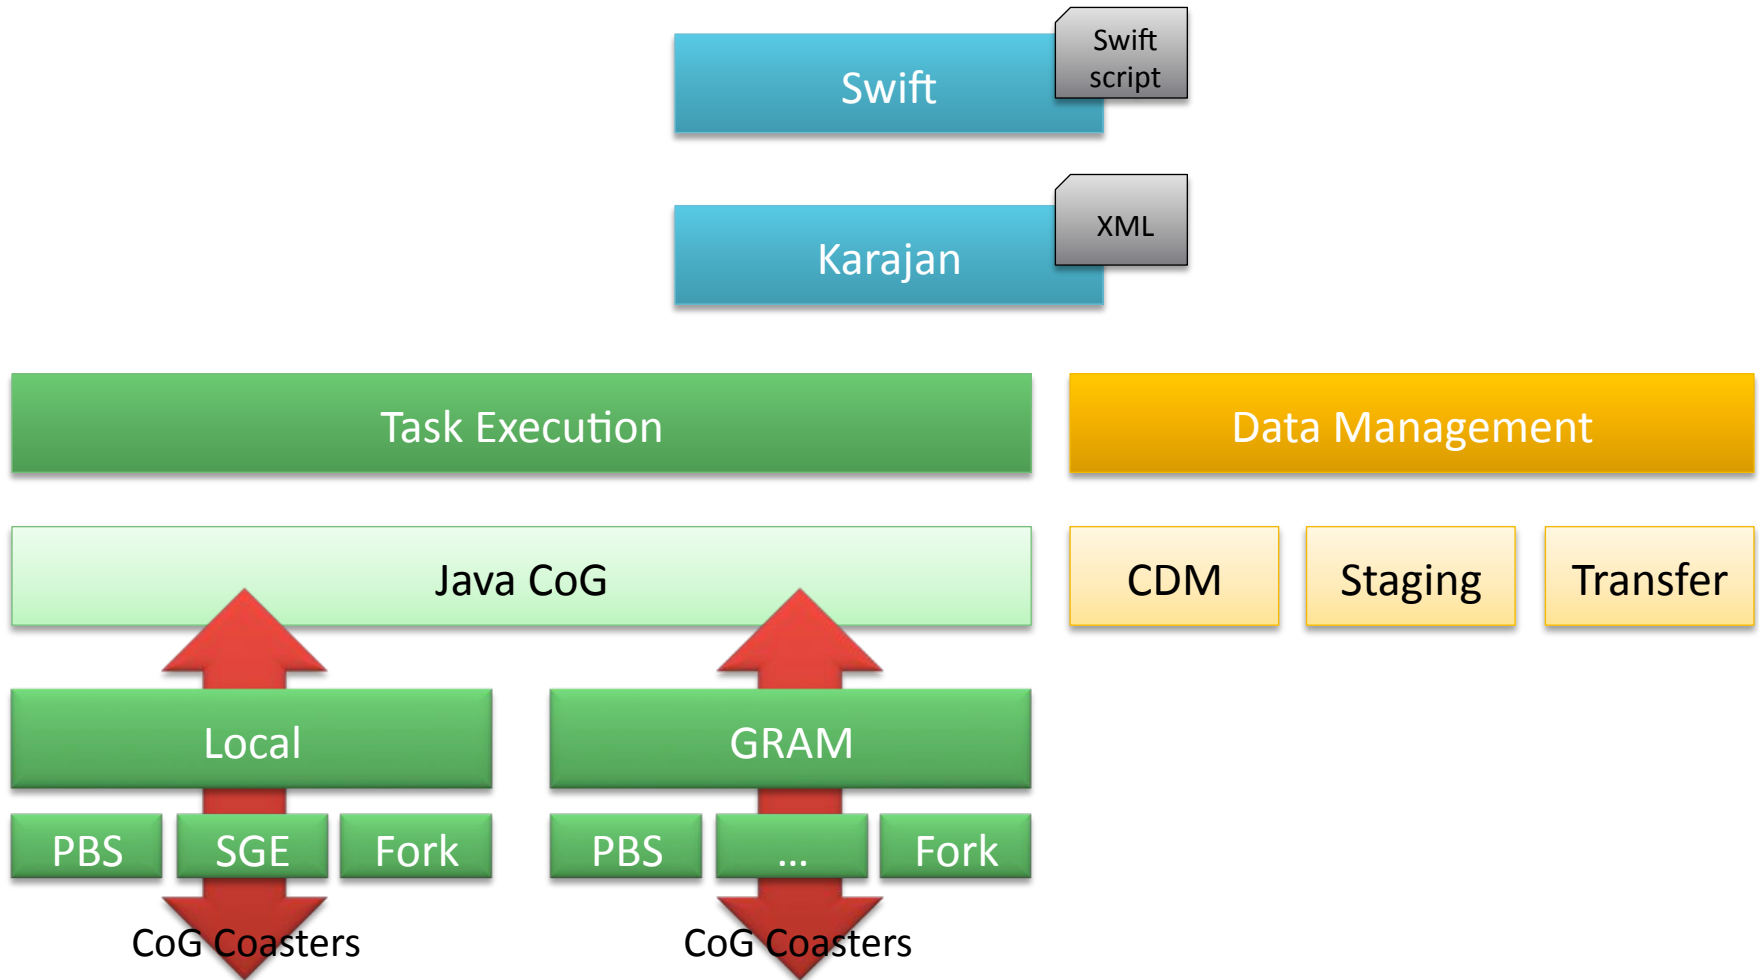 Swift
script
Swift
XML
Karajan
Task Execution
Data Management
Java CoG
CDM
Staging
Transfer
Local
GRAM
PBS
SGE
Fork
PBS
...
Fork
CoG Coasters
CoG Coasters